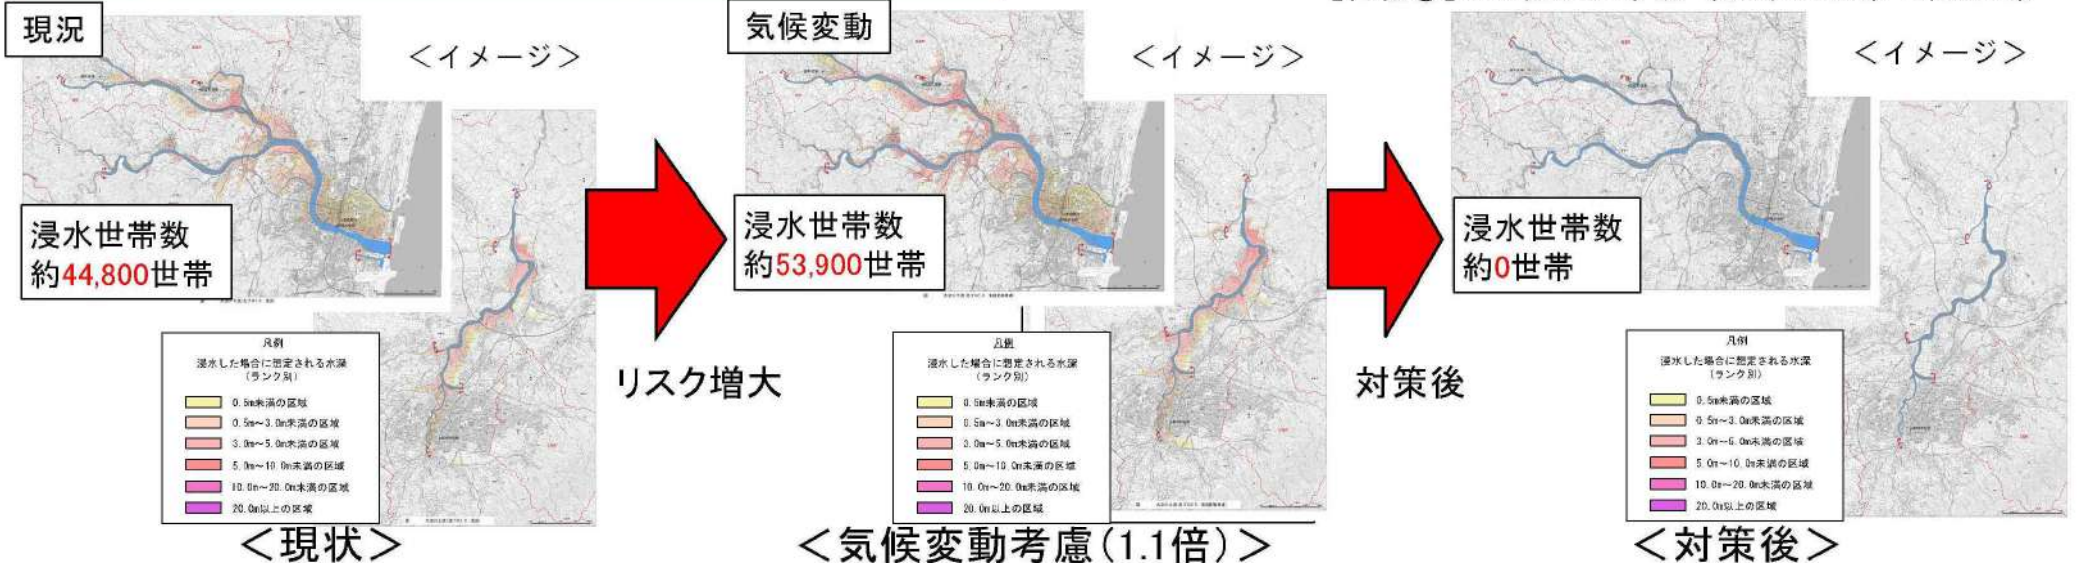 現況
<イメージ>
浸水世帯数
約44,800世帯
凡例
浸水した場合に想定される水深
(ランク別)
0.5m未満の区域
0.5m～3.0m未満の区域
3.0m～5.0m未満の区域
5.0m～10.0m未満の区域
10.0m～20.0m未満の区域
20.0m以上の区域
<現状>
リスク増大
気候変動
<イメージ>
浸水世帯数
約53,900世帯
凡例
浸水した場合に想定される水深
(ランク別)
0.5m未満の区域
0.5m～3.0m未満の区域
3.0m～5.0m未満の区域
5.0m～10.0m未満の区域
10.0m～20.0m未満の区域
20.0m以上の区域
<気候変動考慮(1.1倍)>
対策後
<イメージ>
浸水世帯数
約0世帯
凡例
浸水した場合に想定される水深
(ランク別)
0.5m未満の区域
0.5m～3.0m未満の区域
3.0m～5.0m未満の区域
5.0m～10.0m未満の区域
10.0m～20.0m未満の区域
20.0m以上の区域
<対策後>